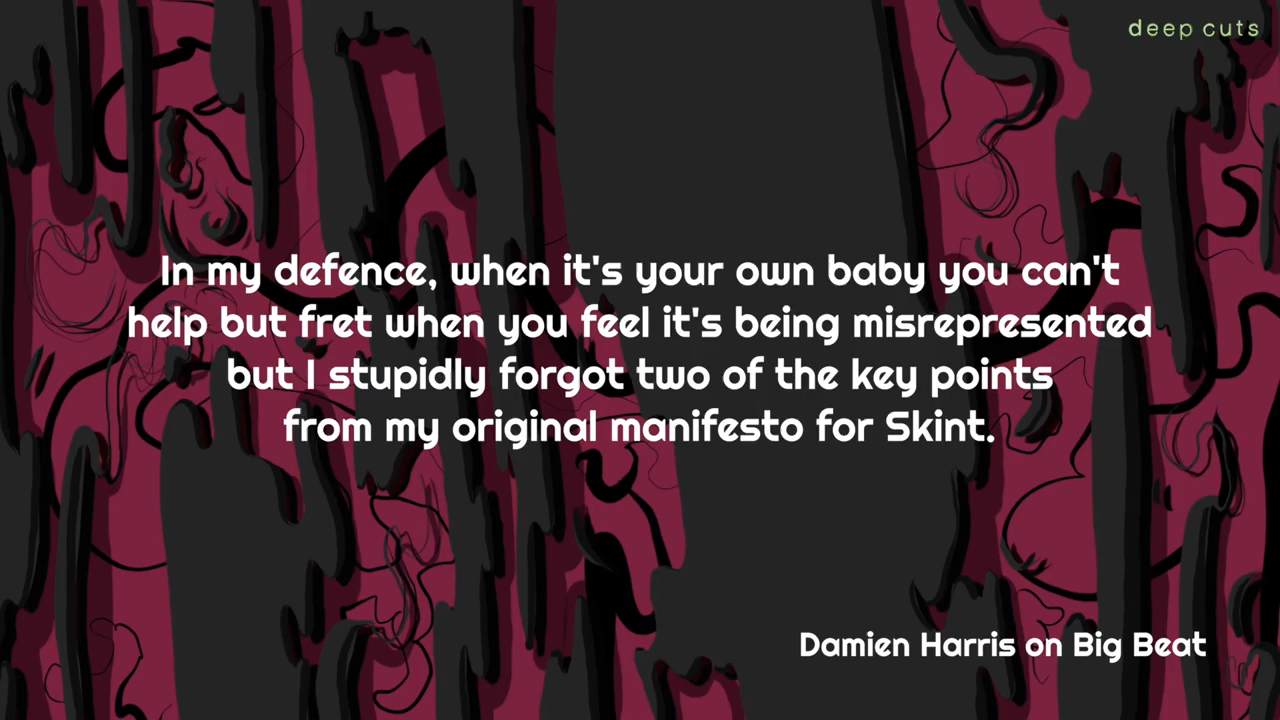 deep cuts
In my defence, when it's your own baby you can't
help but fret when you feel it's being misrepresented
but I stupidly forgot two of the key points
from my original manifesto for Skint.
Damien Harris on Big Beat